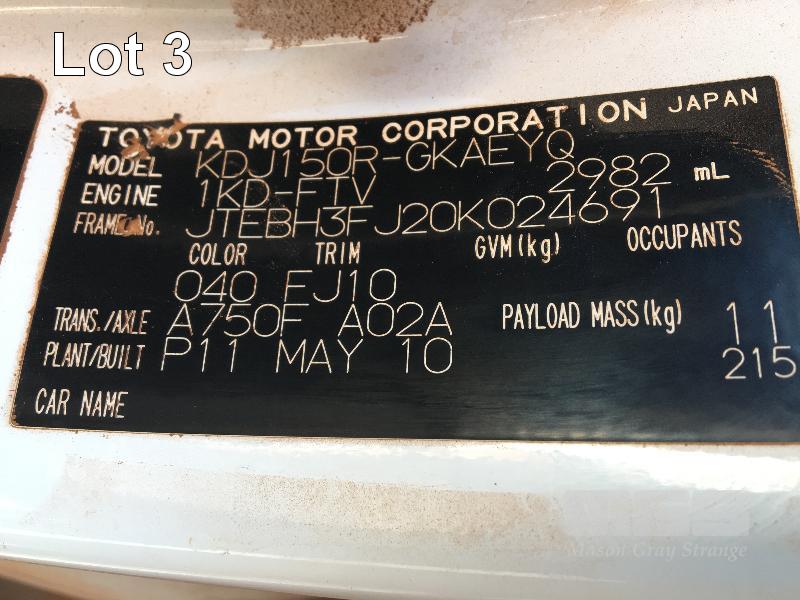 Lot 3
TOYOTA MOTOR CORPORATION JAPAN
MODEL KDJ150R-GKAEYQ
ENGINE 1KD-FTV 2982 mL
FRAME No. JTEBH3FJ20K024691
COLOR TRIM GVM(kg) OCCUPANTS
040 FJ10
TRANS./AXLE A750F A02A PAYLOAD MASS(kg) 11
PLANT/BUILT P11 MAY 10 215
CAR NAME
Mason Gray Strange